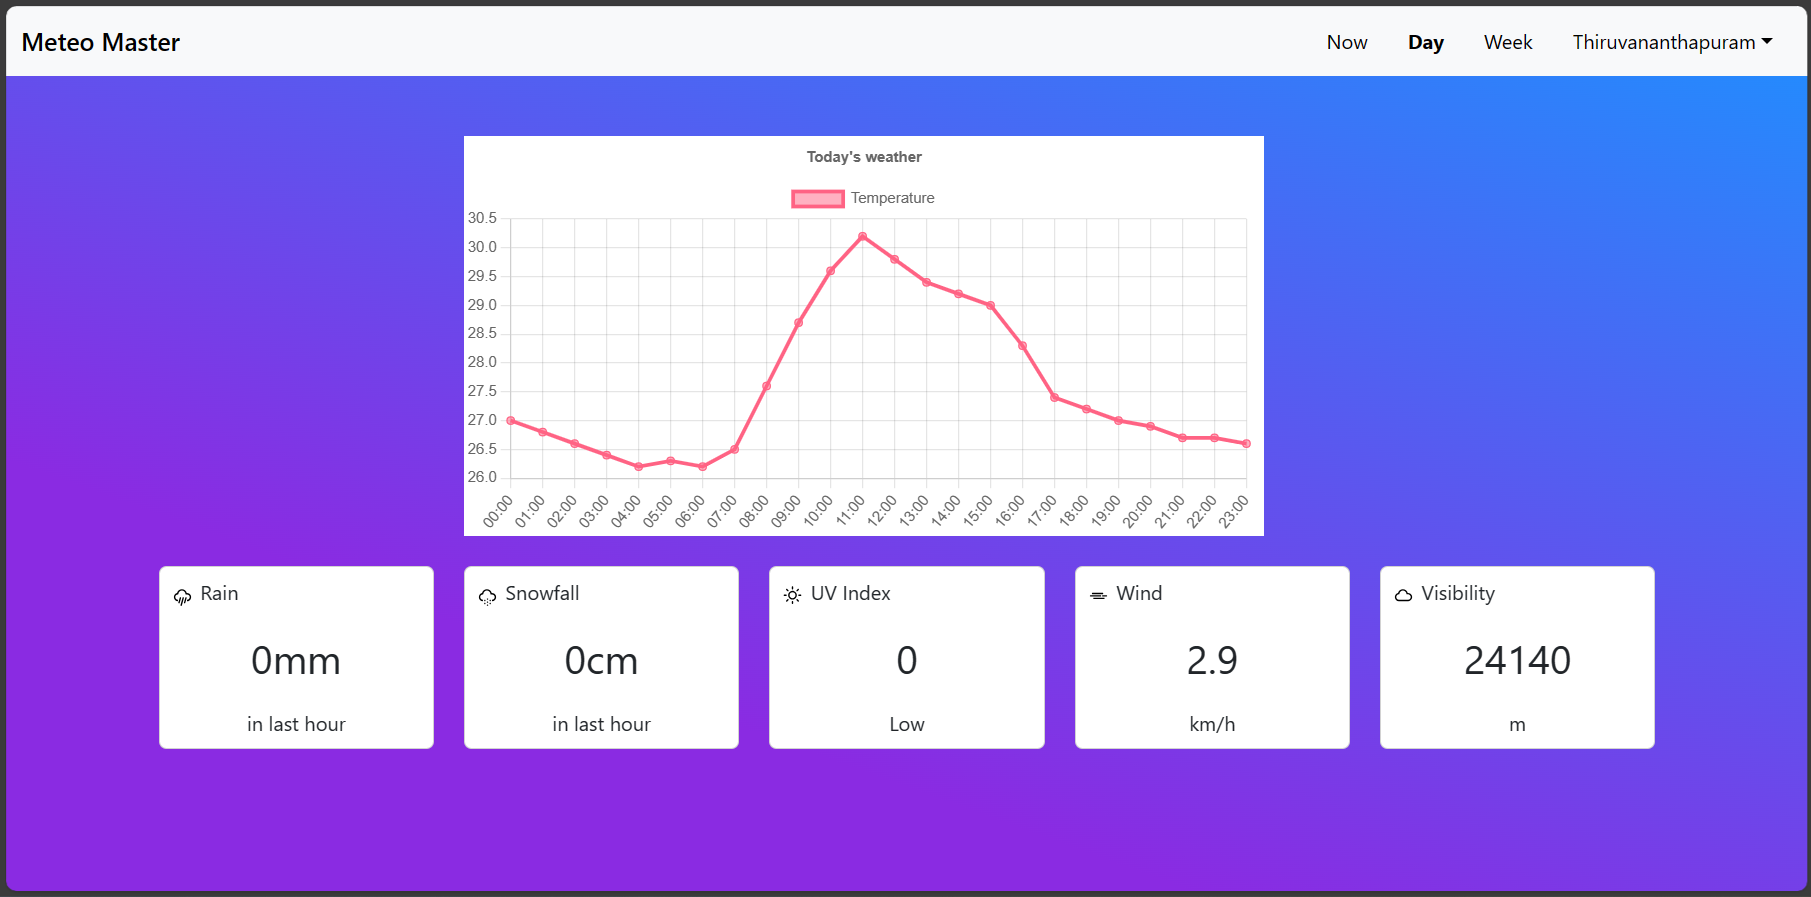 Meteo Master
Now Day Week Thiruvananthapuram
Today's weather
Temperature
30.5
30.0
29.5
29.0
28.5
28.0
27.5
27.0
26.5
26.0
00:00 01:00 02:00 03:00 04:00 05:00 06:00 07:00 08:00 09:00 10:00 11:00 12:00 13:00 14:00 15:00 16:00 17:00 18:00 19:00 20:00 21:00 22:00 23:00
Rain
0mm
in last hour
Snowfall
0cm
in last hour
UV Index
0
Low
Wind
2.9
km/h
Visibility
24140
m